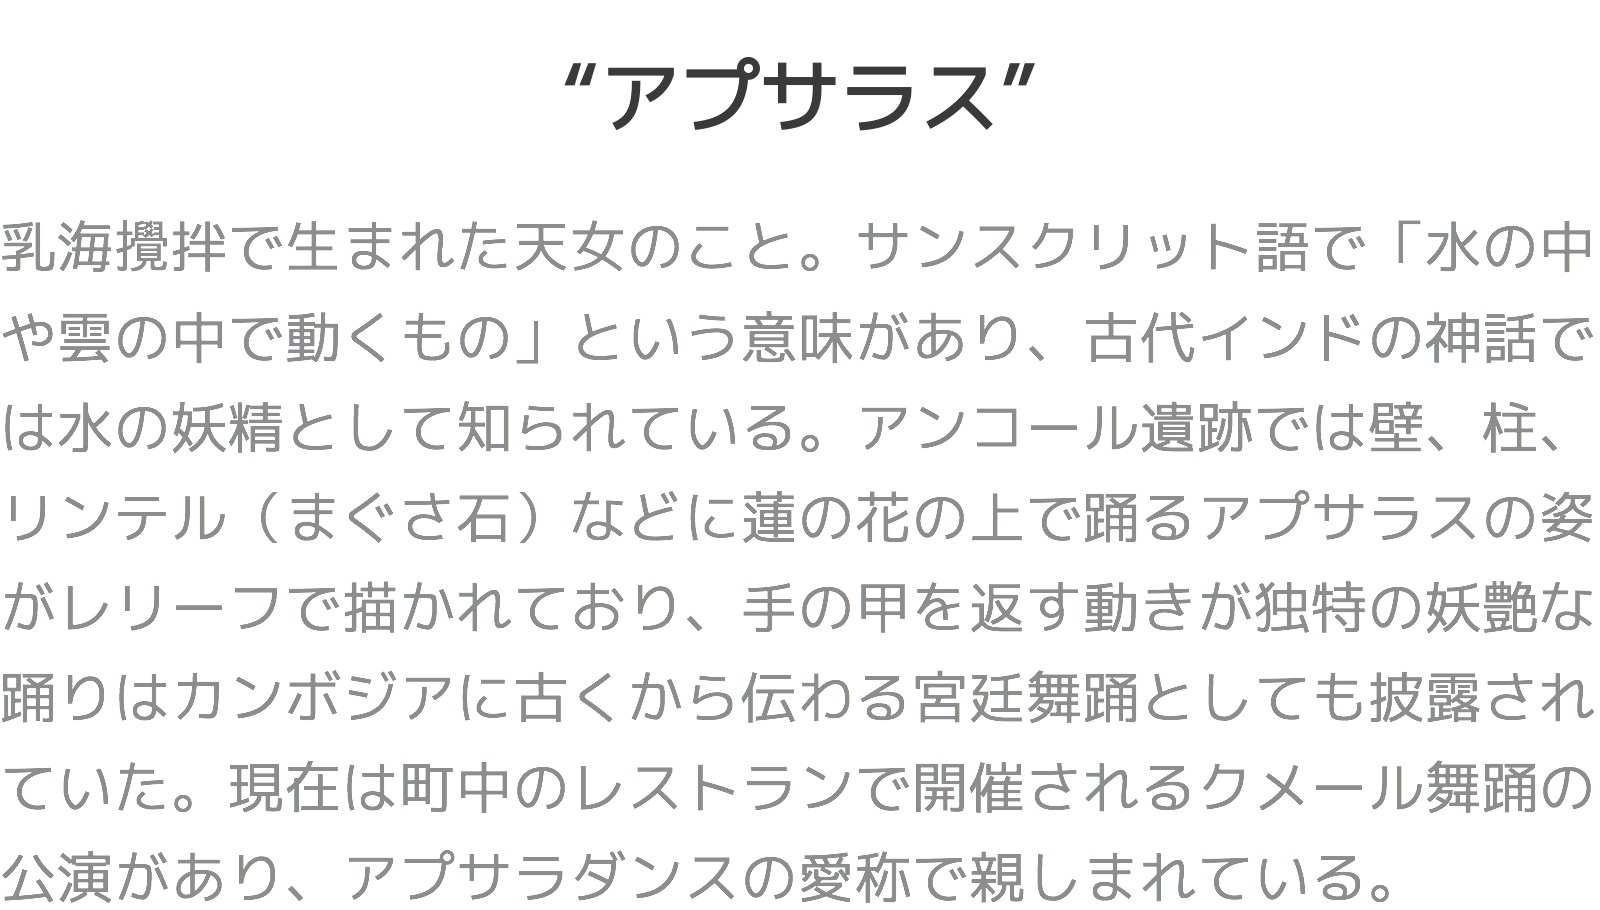 “アプサラス”
乳海攪拌で生まれた天女のこと。サンスクリット語で「水の中
や雲の中で動くもの」という意味があり、古代インドの神話で
は水の妖精として知られている。アンコール遺跡では壁、柱、
リンテル（まぐさ石）などに蓮の花の上で踊るアプサラスの姿
がレリーフで描かれており、手の甲を返す動きが独特の妖艶な
踊りはカンボジアに古くから伝わる宮廷舞踊としても披露され
ていた。現在は町中のレストランで開催されるクメール舞踊の
公演があり、アプサラダンスの愛称で親しまれている。